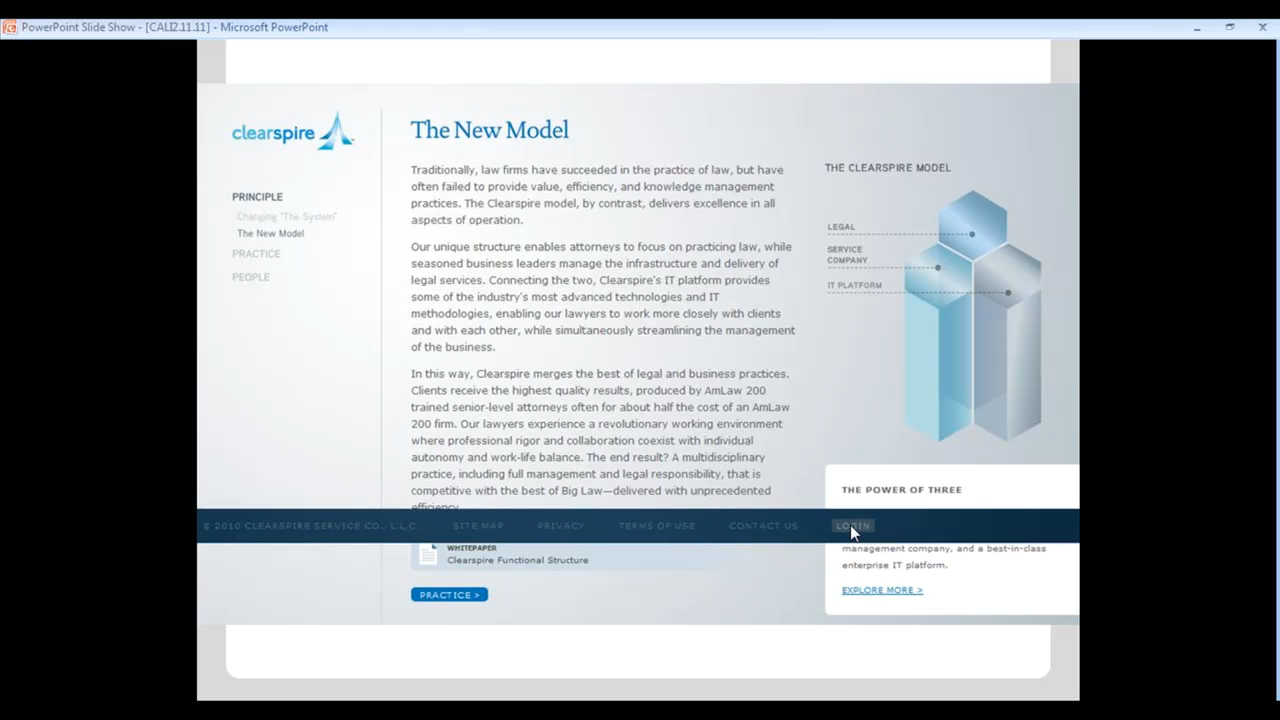 PowerPoint Slide Show - [CALI2.11.11] - Microsoft PowerPoint
clearspire
PRINCIPLE
Changing "The System"
The New Model
PRACTICE
PEOPLE
The New Model
Traditionally, law firms have succeeded in the practice of law, but have
often failed to provide value, efficiency, and knowledge management
practices. The Clearspire model, by contrast, delivers excellence in all
aspects of operation.
Our unique structure enables attorneys to focus on practicing law, while
seasoned business leaders manage the infrastructure and delivery of
legal services. Connecting the two, Clearspire's IT platform provides
some of the industry's most advanced technologies and IT
methodologies, enabling our lawyers to work more closely with clients
and with each other, while simultaneously streamlining the management
of the business.
In this way, Clearspire merges the best of legal and business practices.
Clients receive the highest quality results, produced by AmLaw 200
trained senior-level attorneys often for about half the cost of an AmLaw
200 firm. Our lawyers experience a revolutionary working environment
where professional rigor and collaboration coexist with individual
autonomy and work-life balance. The end result? A multidisciplinary
practice, including full management and legal responsibility, that is
competitive with the best of Big Law—delivered with unprecedented
efficiency.
WHITEPAPER
Clearspire Functional Structure
PRACTICE >
THE CLEARSPIRE MODEL
LEGAL
SERVICE
COMPANY
IT PLATFORM
THE POWER OF THREE
management company, and a best-in-class
enterprise IT platform.
EXPLORE MORE >
© 2010 CLEARSPIRE SERVICE CO., L.L.C. SITE MAP PRIVACY TERMS OF USE CONTACT US LOGIN